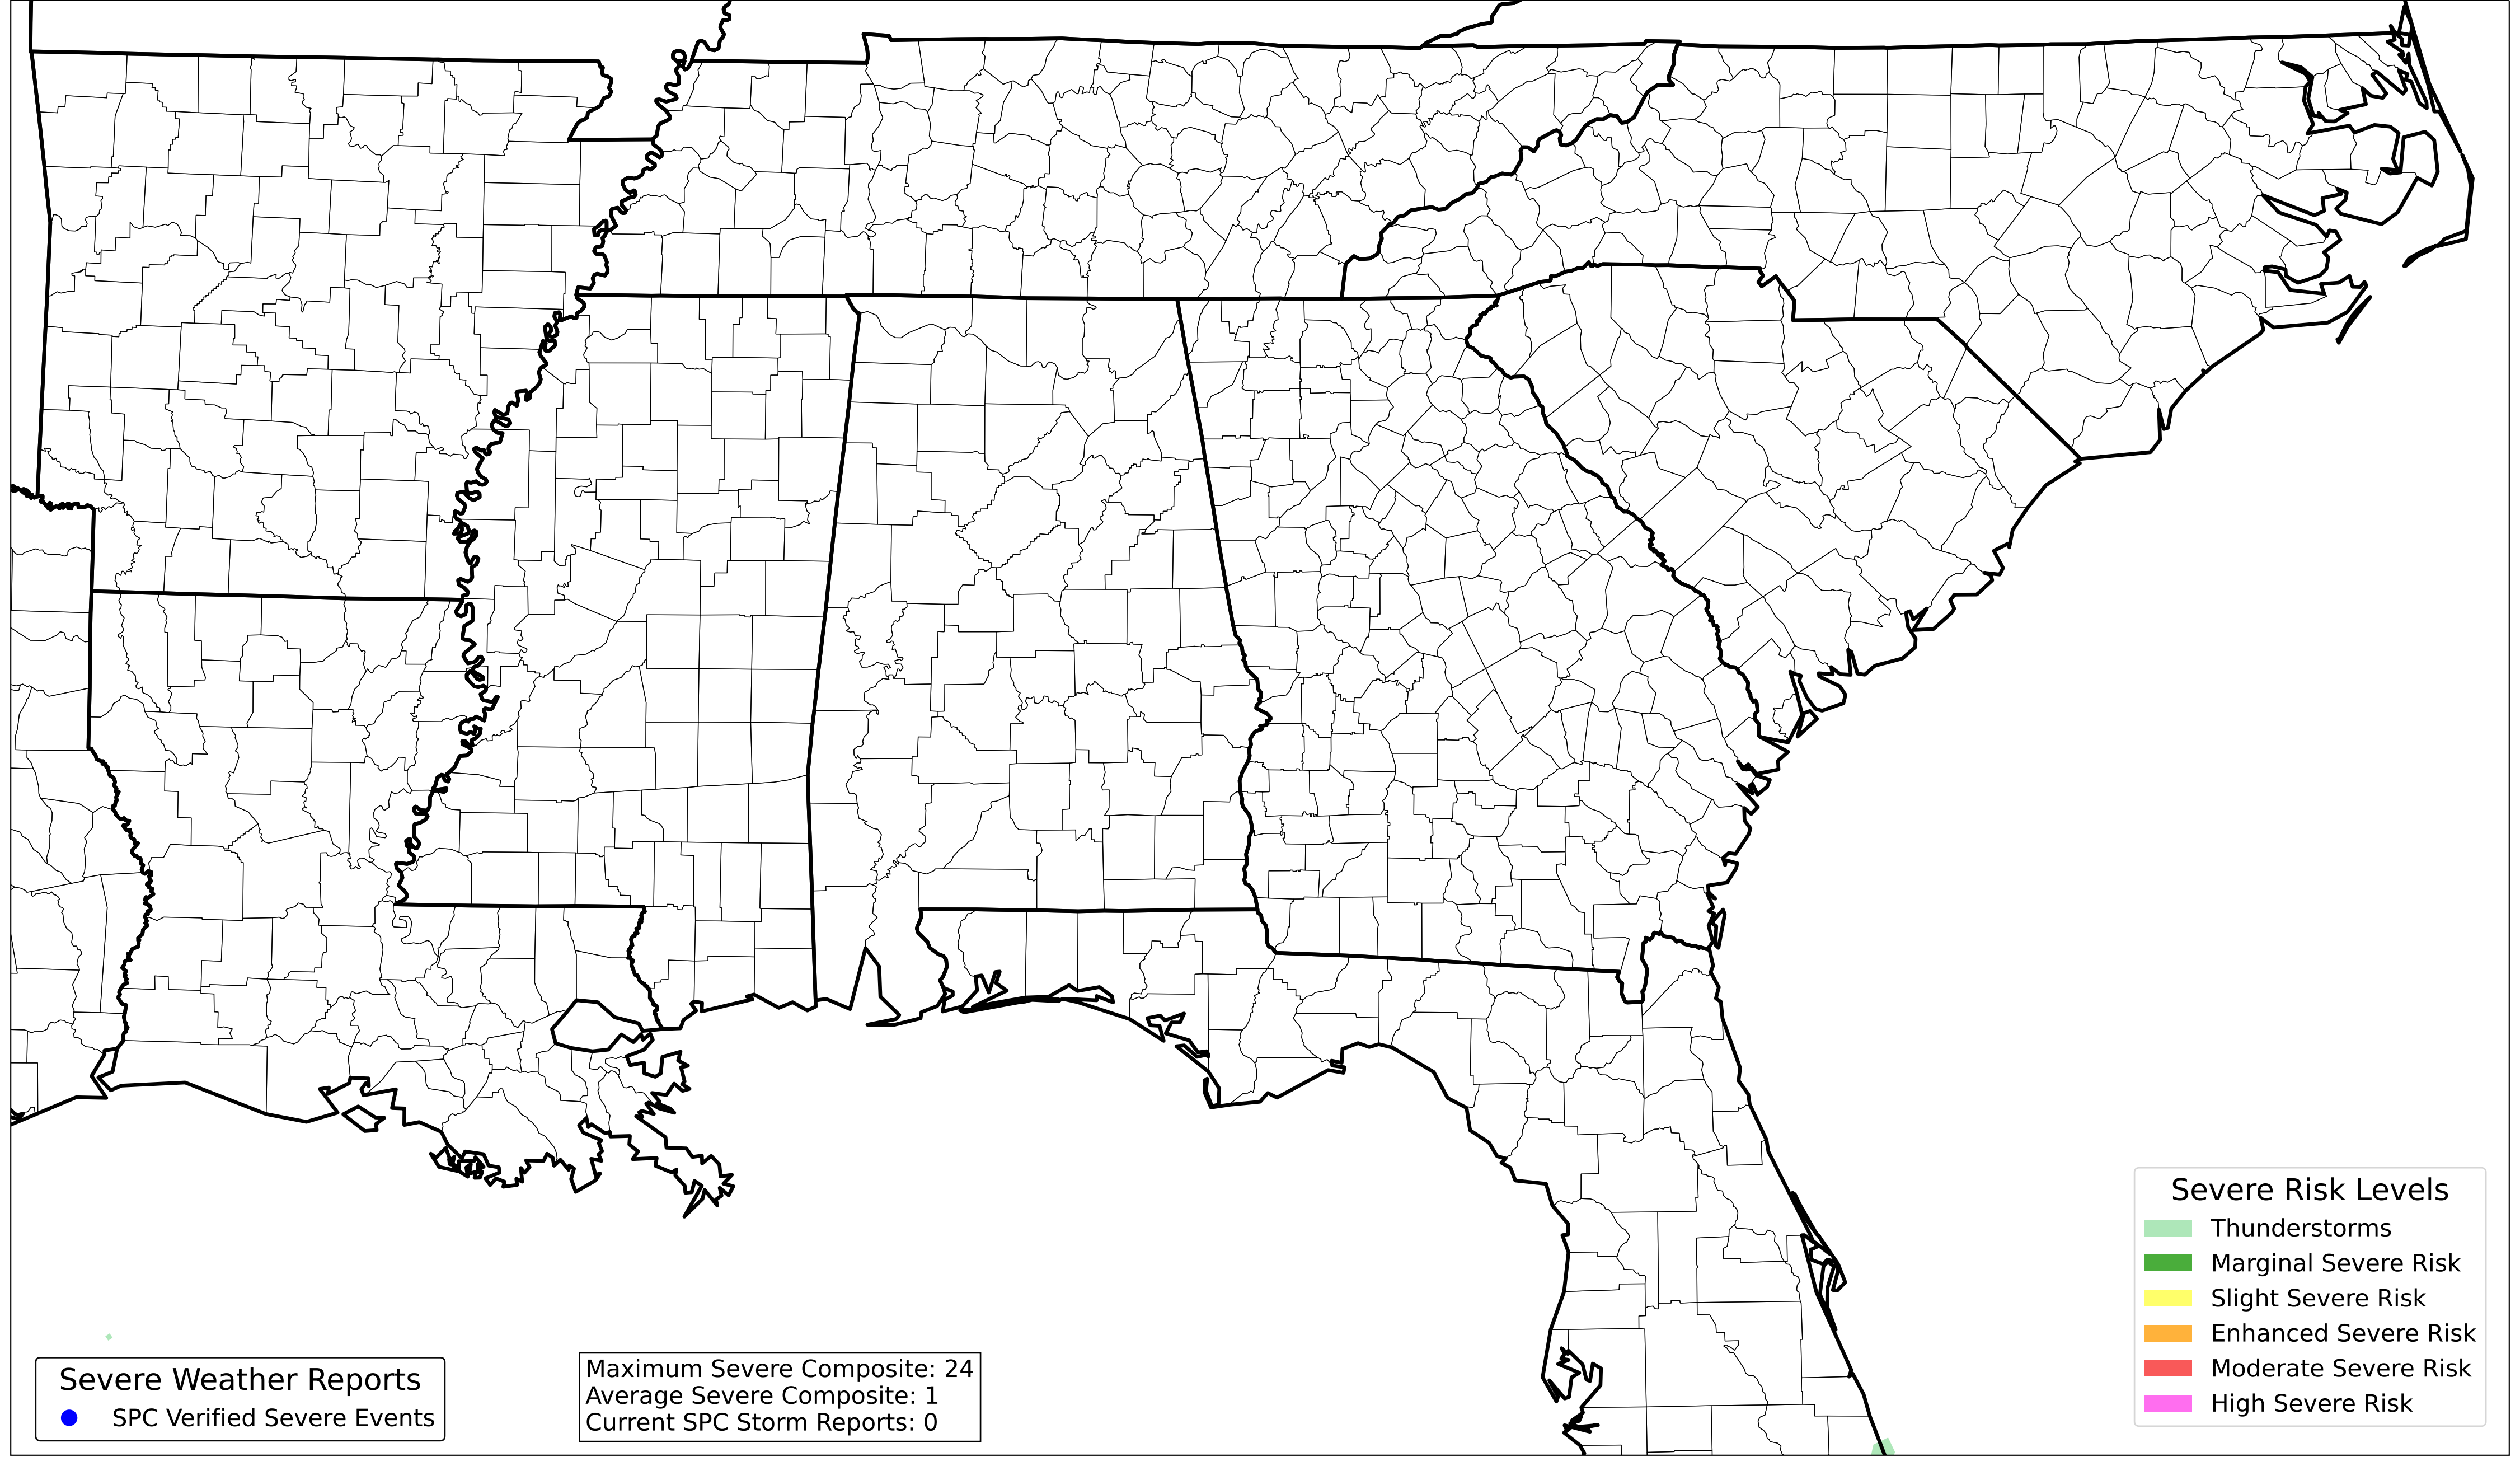 Severe Weather Reports
SPC Verified Severe Events
Maximum Severe Composite: 24
Average Severe Composite: 1
Current SPC Storm Reports: 0
Severe Risk Levels
Thunderstorms
Marginal Severe Risk
Slight Severe Risk
Enhanced Severe Risk
Moderate Severe Risk
High Severe Risk